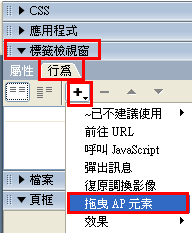 CSS
應用程式
標籤檢視窗
屬性 行為
~已不建議使用
前往 URL
呼叫 JavaScript
彈出訊息
復原調換影像
拖曳 AP 元素
效果
檔案
頁框